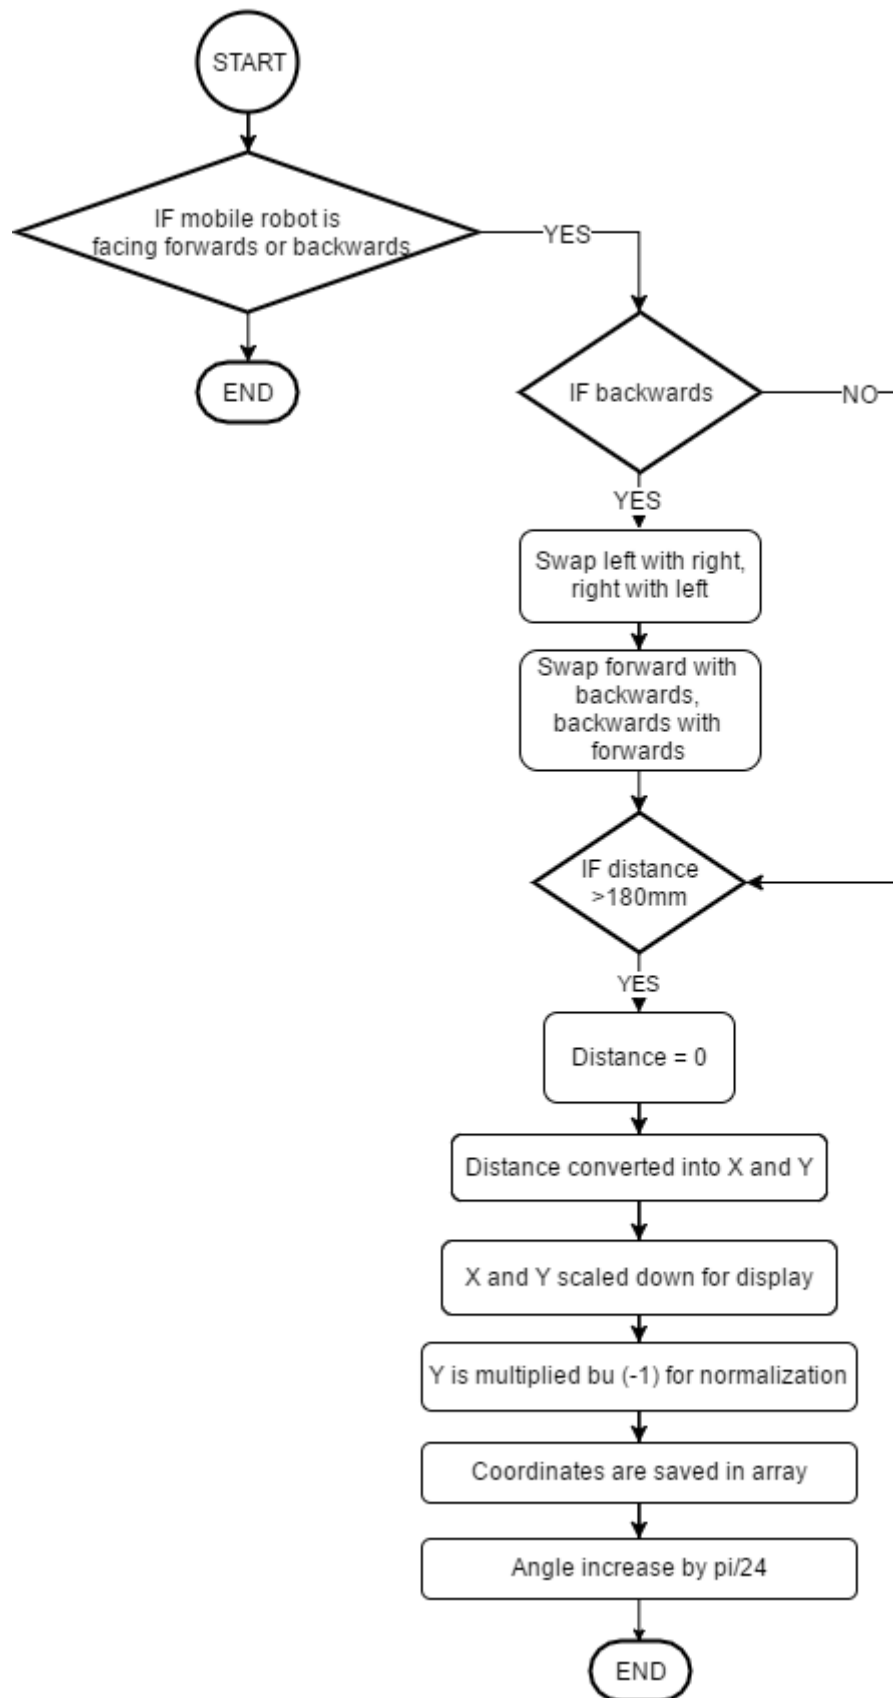 START
IF mobile robot is
facing forwards or backwards
YES
END
IF backwards
NO
YES
Swap left with right,
right with left
Swap forward with
backwards,
backwards with
forwards
IF distance
>180mm
YES
Distance = 0
Distance converted into X and Y
X and Y scaled down for display
Y is multiplied bu (-1) for normalization
Coordinates are saved in array
Angle increase by pi/24
END